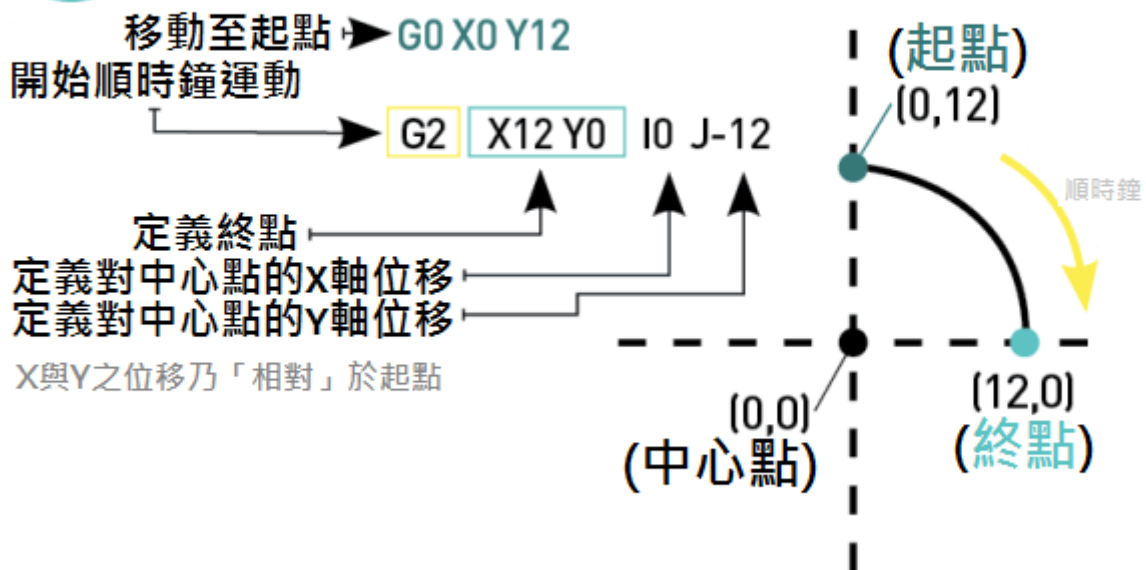 移動至起點 G0 X0 Y12
開始順時鐘運動
G2 X12 Y0 I0 J-12
定義終點
定義對中心點的X軸位移
定義對中心點的Y軸位移
X與Y之位移乃「相對」於起點
(起點)
(0,12)
順時鐘
(0,0)
(中心點)
(12,0)
(終點)